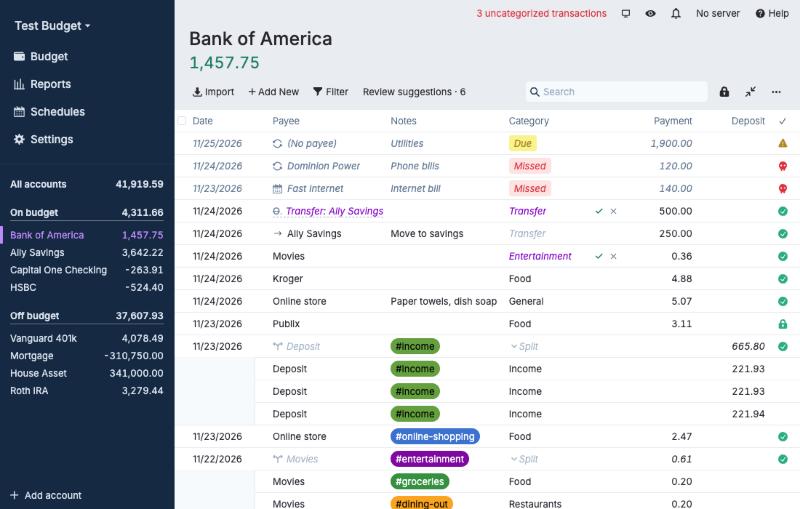 Test Budget
Budget
Reports
Schedules
Settings
All accounts 41,919.59
On budget 4,311.66
Bank of America 1,457.75
Ally Savings 3,642.22
Capital One Checking -263.91
HSBC -524.40
Off budget 37,607.93
Vanguard 401k 4,078.49
Mortgage -310,750.00
House Asset 341,000.00
Roth IRA 3,279.44
+ Add account
3 uncategorized transactions No server Help
Bank of America
1,457.75
Import + Add New Filter Review suggestions · 6 Search
Date Payee Notes Category Payment Deposit
11/25/2026 (No payee) Utilities Due 1,900.00
11/24/2026 Dominion Power Phone bills Missed 120.00
11/23/2026 Fast internet Internet bill Missed 140.00
11/24/2026 Transfer: Ally Savings Transfer 500.00
11/24/2026 → Ally Savings Move to savings Transfer 250.00
11/24/2026 Movies Entertainment 0.36
11/24/2026 Kroger Food 4.88
11/24/2026 Online store Paper towels, dish soap General 5.07
11/23/2026 Publix Food 3.11
11/23/2026 Deposit #income Split 665.80
Deposit #income Income 221.93
Deposit #income Income 221.93
Deposit #income Income 221.94
11/23/2026 Online store #online-shopping Food 2.47
11/22/2026 Movies #entertainment Split 0.61
Movies #groceries Food 0.20
Movies #dining-out Restaurants 0.20